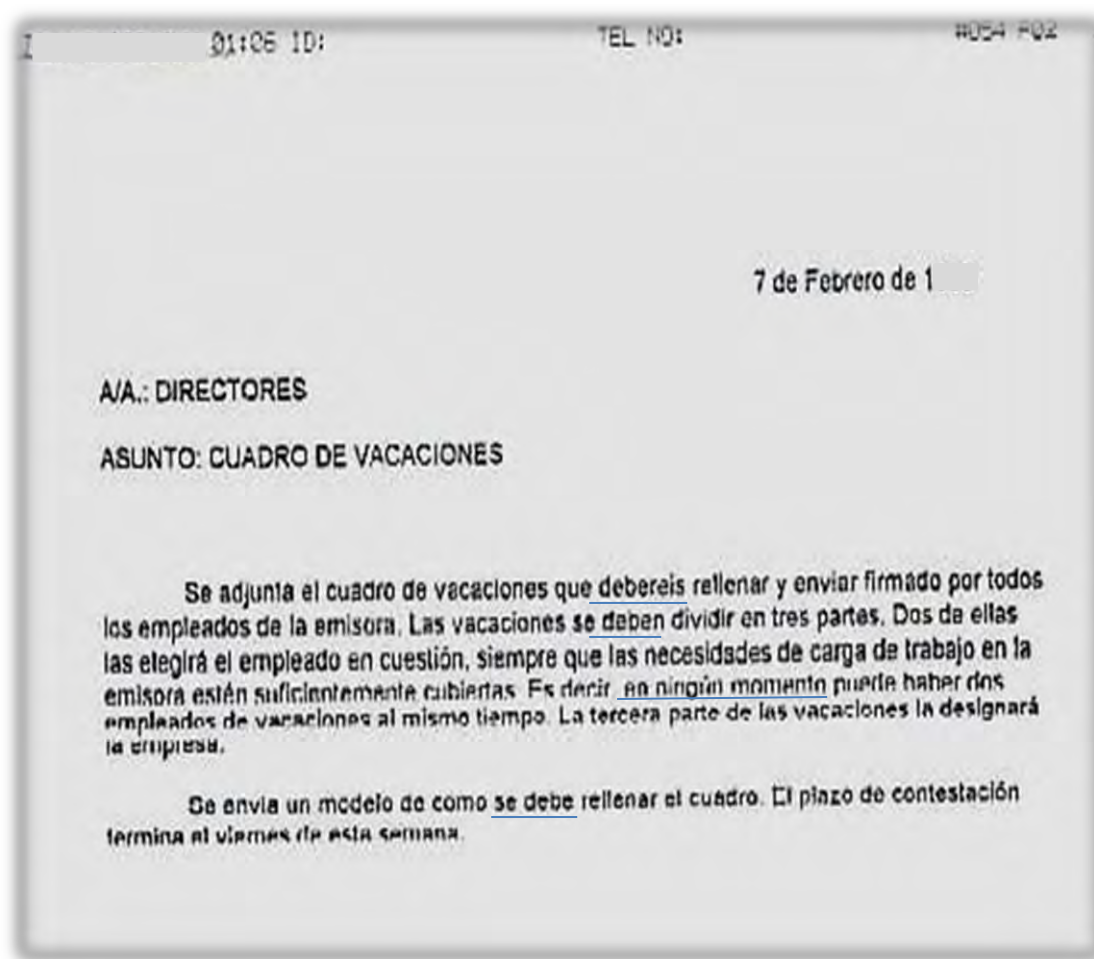 01:06 ID: TEL NO: #054 P02
7 de Febrero de 1
A/A.: DIRECTORES
ASUNTO: CUADRO DE VACACIONES
Se adjunta el cuadro de vacaciones que debereis rellenar y enviar firmado por todos
los empleados de la emisora. Las vacaciones se deben dividir en tres partes. Dos de ellas
las elegirá el empleado en cuestión, siempre que las necesidades de carga de trabajo en la
emisora estén suficientemente cubiertas. Es decir, en ningún momento puede haber dos
empleados de vacaciones al mismo tiempo. La tercera parte de las vacaciones la designará
la empresa.
Se envia un modelo de como se debe rellenar el cuadro. El plazo de contestación
termina el viernes de esta semana.